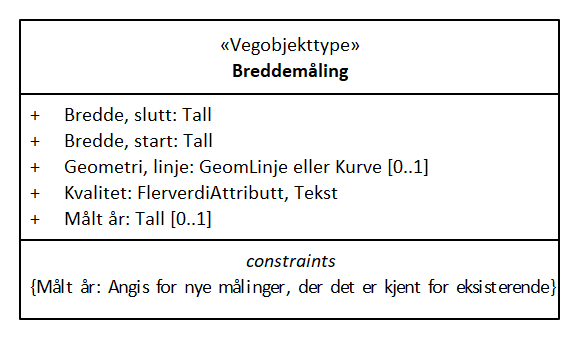 «Vegobjekttype»
Breddemåling
+ Bredde, slutt: Tall
+ Bredde, start: Tall
+ Geometri, linje: GeomLinje eller Kurve [0..1]
+ Kvalitet: FlerverdiAttributt, Tekst
+ Målt år: Tall [0..1]
constraints
{Målt år: Angis for nye målinger, der det er kjent for eksisterende}